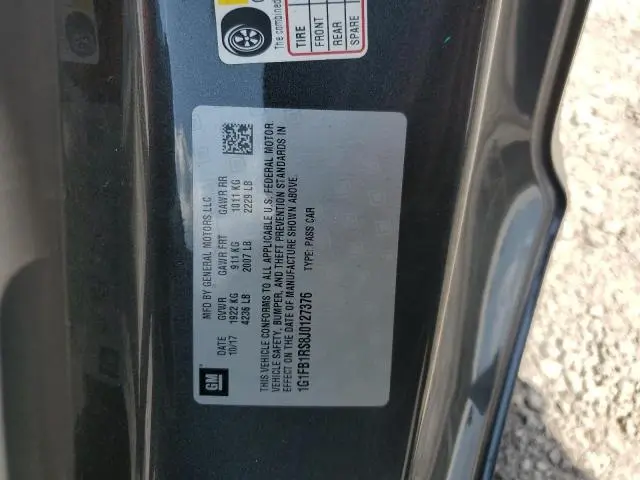 The combined
TIRE
FRONT
REAR
SPARE
MFD BY GENERAL MOTORS LLC
DATE GVWR GAWR FRT GAWR RR
10/17 1922 KG 911 KG 1011 KG
4236 LB 2007 LB 2229 LB
THIS VEHICLE CONFORMS TO ALL APPLICABLE U.S. FEDERAL MOTOR
VEHICLE SAFETY, BUMPER, AND THEFT PREVENTION STANDARDS IN
EFFECT ON THE DATE OF MANUFACTURE SHOWN ABOVE.
1G1FB1RS8J0127376 TYPE: PASS CAR
GM